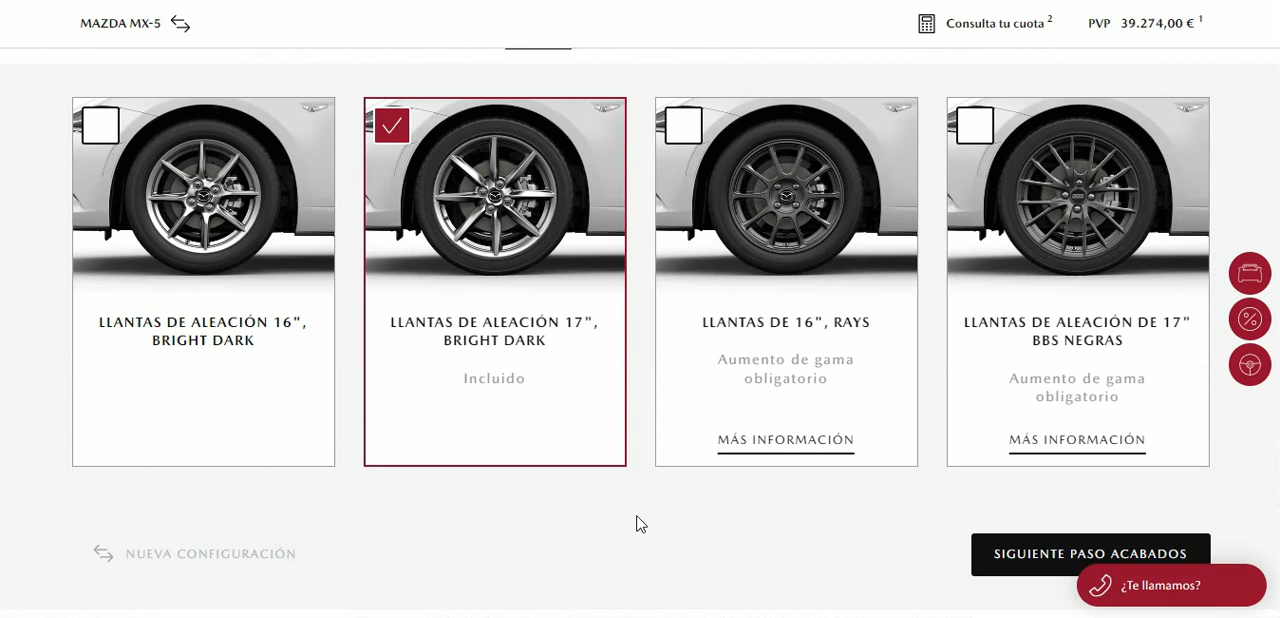 MAZDA MX-5
Consulta tu cuota 2
PVP 39.274,00 € 1
LLANTAS DE ALEACIÓN 16",
BRIGHT DARK
LLANTAS DE ALEACIÓN 17",
BRIGHT DARK
Incluido
LLANTAS DE 16", RAYS
Aumento de gama
obligatorio
MÁS INFORMACIÓN
LLANTAS DE ALEACIÓN DE 17"
BBS NEGRAS
Aumento de gama
obligatorio
MÁS INFORMACIÓN
NUEVA CONFIGURACIÓN
SIGUIENTE PASO ACABADOS
¿Te llamamos?